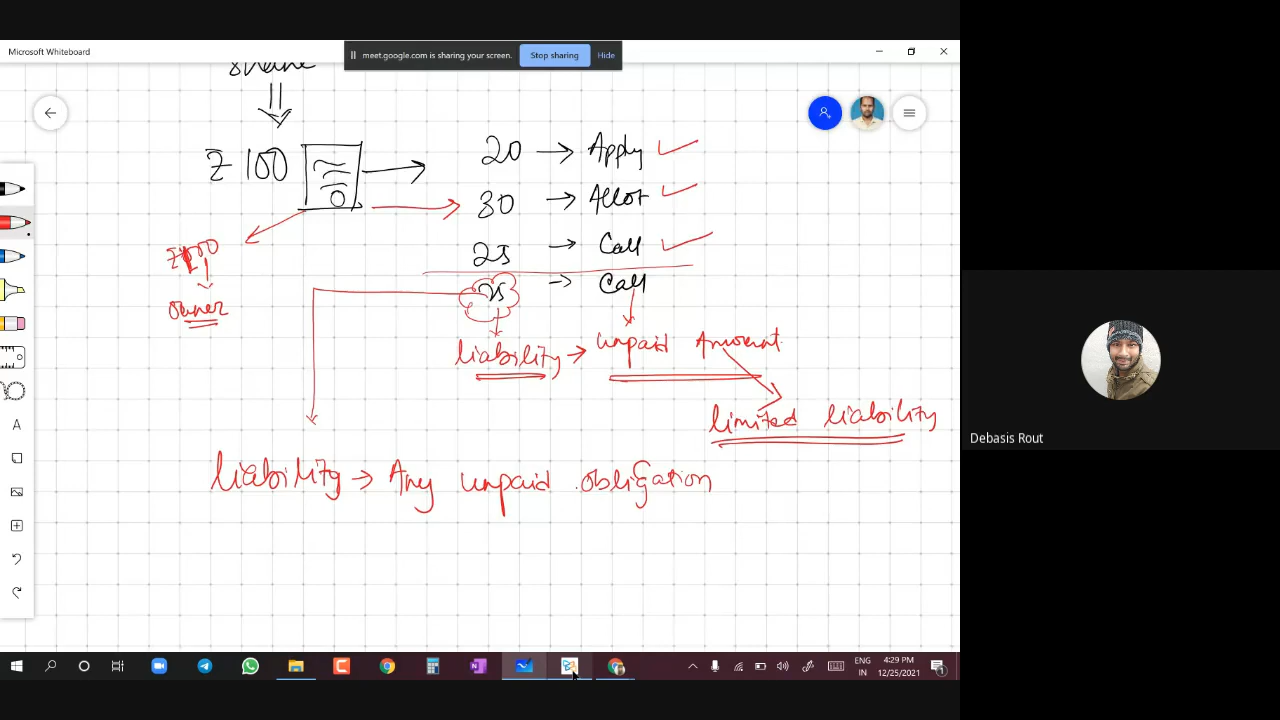 Microsoft Whiteboard
meet.google.com is sharing your screen.
Stop sharing
Hide
share
₹ 100
20 → Apply ✓
30 → Allot ✓
25 → Call ✓
25 → Call
owner
liability → unpaid Amount
limited liability
liability → Any unpaid obligation
Debasis Rout
A
ENG
IN
4:29 PM
12/25/2021
1